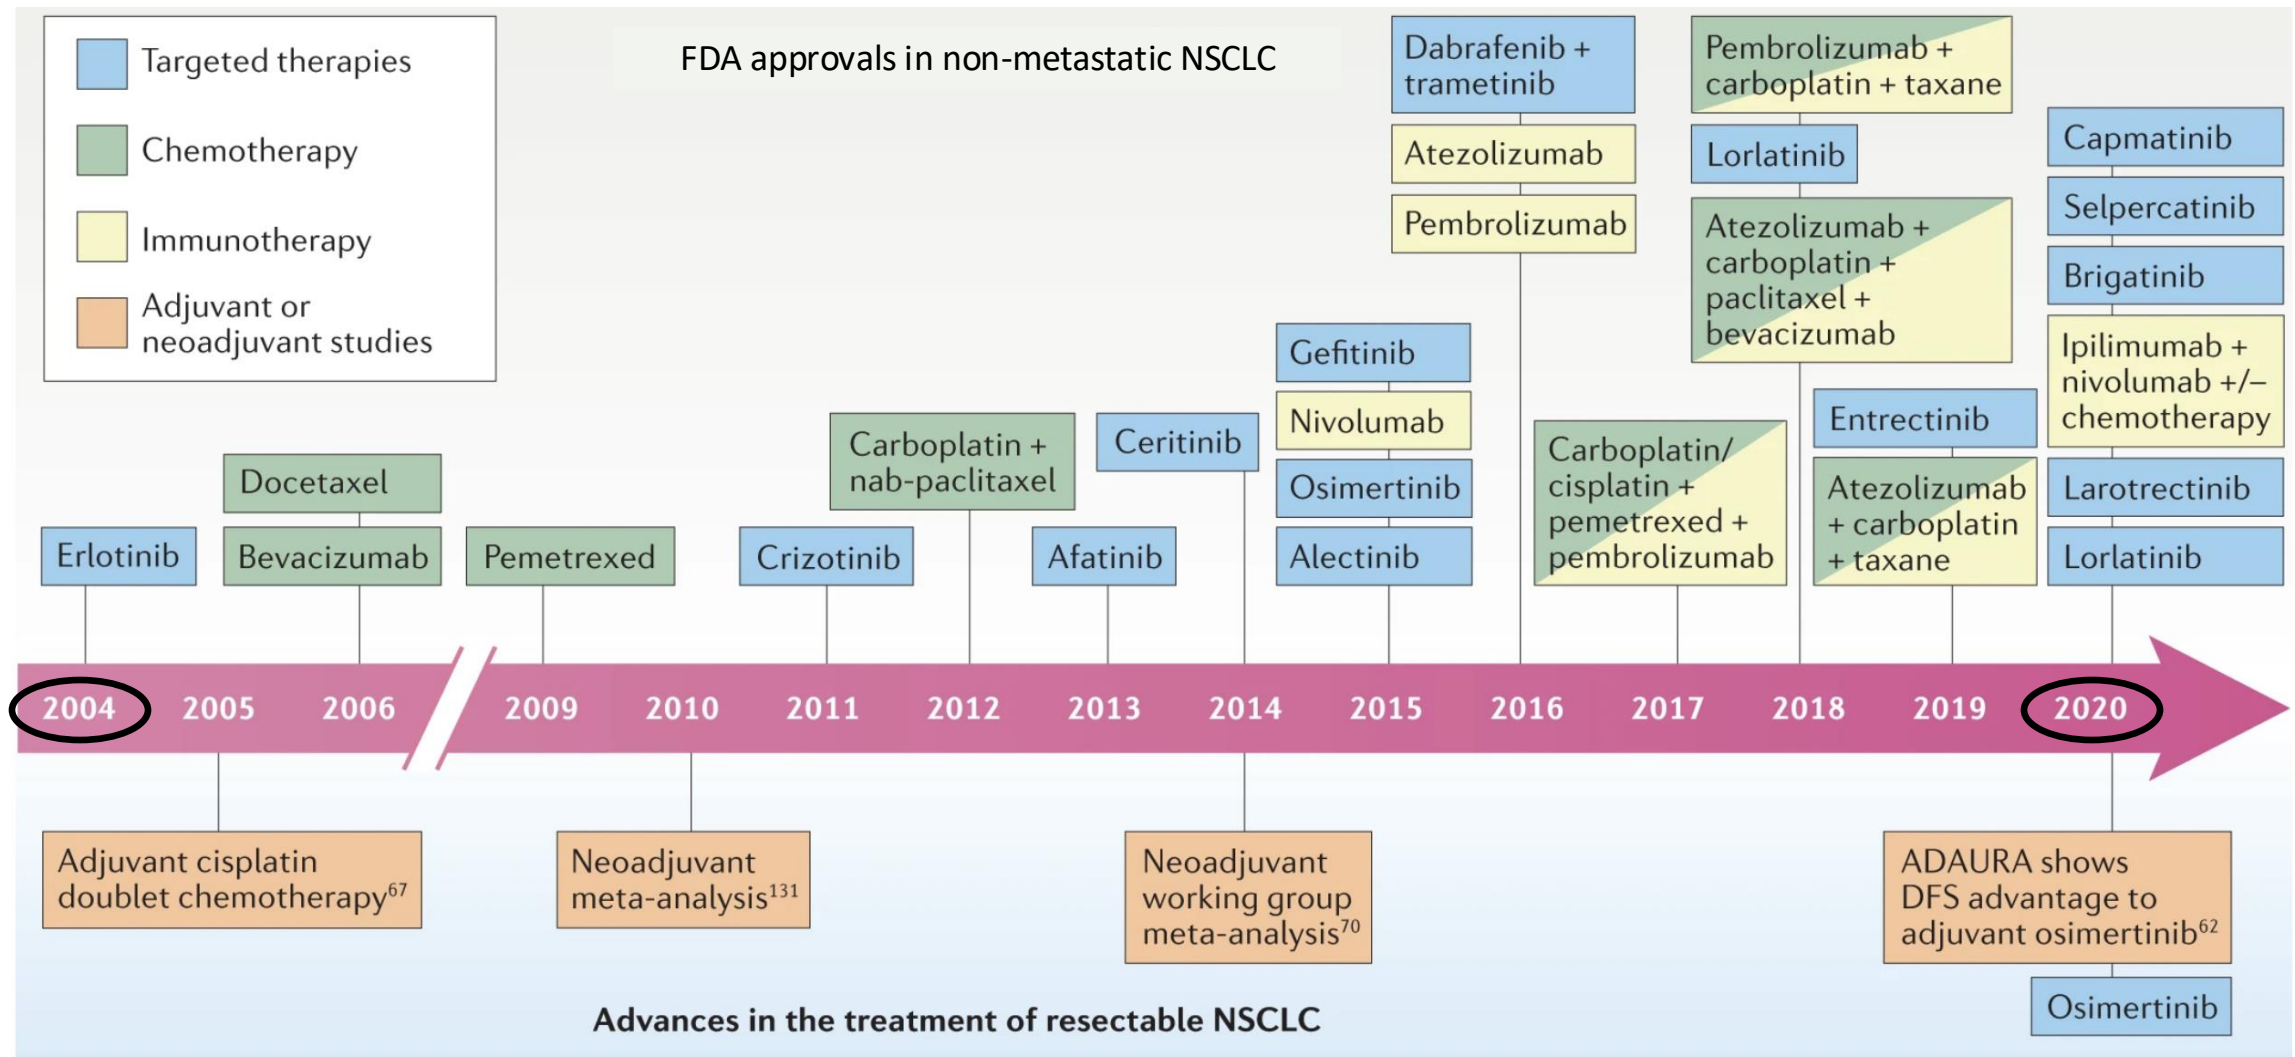 Targeted therapies
Chemotherapy
Immunotherapy
Adjuvant or
neoadjuvant studies
FDA approvals in non-metastatic NSCLC
Erlotinib
Docetaxel
Bevacizumab
Pemetrexed
Crizotinib
Carboplatin +
nab-paclitaxel
Afatinib
Ceritinib
Gefitinib
Nivolumab
Osimertinib
Alectinib
Dabrafenib +
trametinib
Atezolizumab
Pembrolizumab
Carboplatin/
cisplatin +
pemetrexed +
pembrolizumab
Pembrolizumab +
carboplatin + taxane
Lorlatinib
Atezolizumab +
carboplatin +
paclitaxel +
bevacizumab
Entrectinib
Atezolizumab
+ carboplatin
+ taxane
Capmatinib
Selpercatinib
Brigatinib
Ipilimumab +
nivolumab +/–
chemotherapy
Larotrectinib
Lorlatinib
2004 2005 2006 2009 2010 2011 2012 2013 2014 2015 2016 2017 2018 2019 2020
Adjuvant cisplatin
doublet chemotherapy67
Neoadjuvant
meta-analysis131
Neoadjuvant
working group
meta-analysis70
ADAURA shows
DFS advantage to
adjuvant osimertinib62
Osimertinib
Advances in the treatment of resectable NSCLC